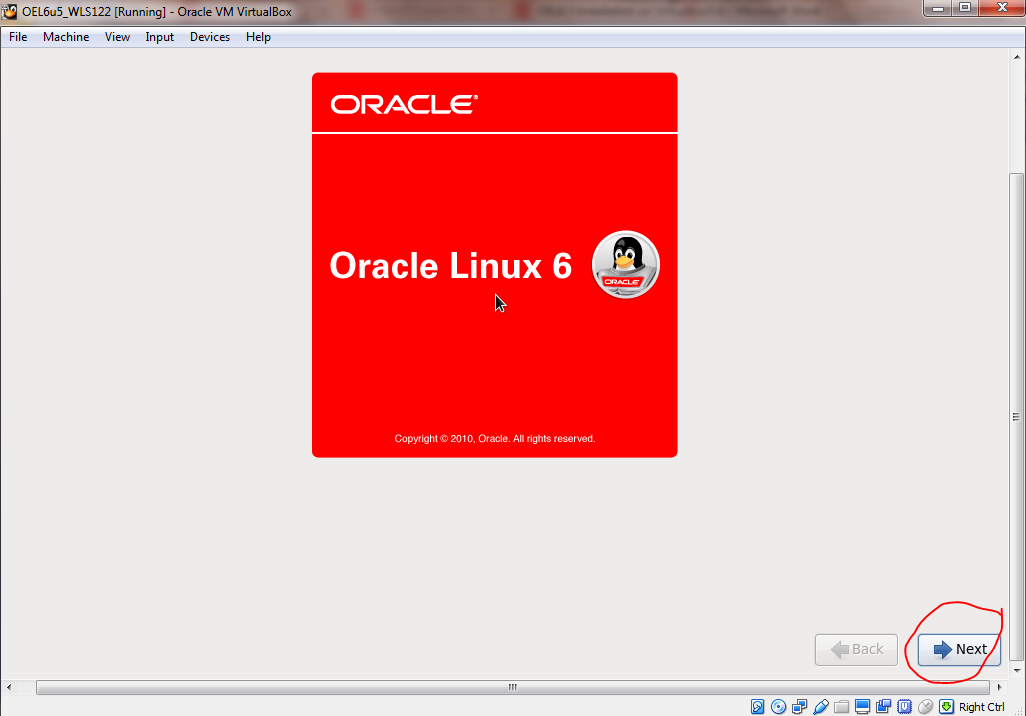 OEL6u5_WLS122 [Running] - Oracle VM VirtualBox
File Machine View Input Devices Help
ORACLE®
Oracle Linux 6
ORACLE
Copyright © 2010, Oracle. All rights reserved.
Back Next
Right Ctrl